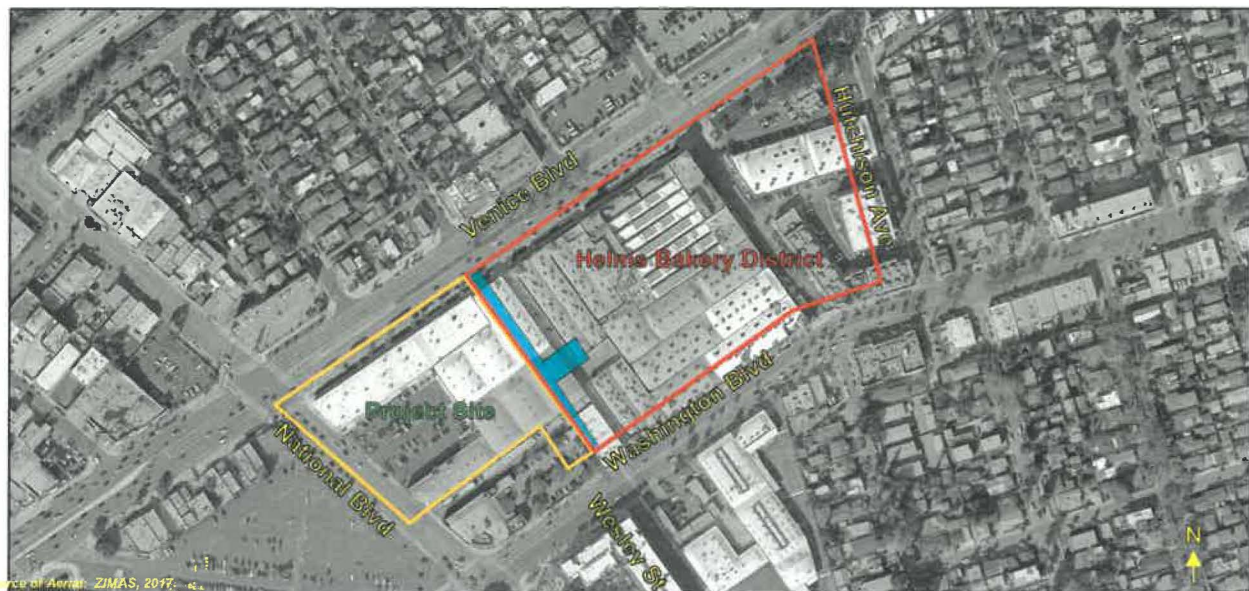 Hutchison Ave
Venice Blvd
Helms Bakery District
Project Site
Washington Blvd
National Blvd
Wesley St
N
rce of Aerial: ZIMAS, 2017.